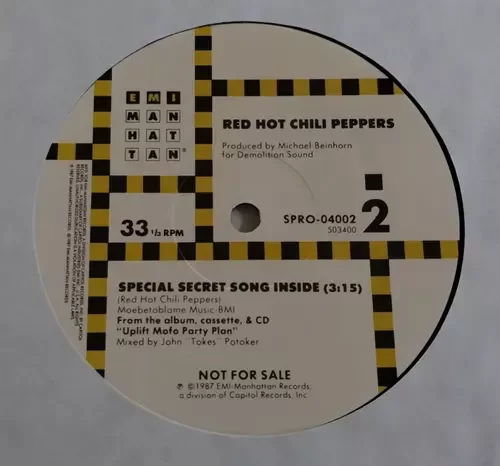 EMI
MAN
HAT
TAN®
RED HOT CHILI PEPPERS
Produced by Michael Beinhorn
for Demolition Sound
33 1/3 RPM
SPRO-04002
S03400
2
SPECIAL SECRET SONG INSIDE (3:15)
(Red Hot Chili Peppers)
Moebetoblame Music-BMI
From the album, cassette, & CD
"Uplift Mofo Party Plan"
Mixed by John "Tokes" Potoker
NOT FOR SALE
℗ ©1987 EMI-Manhattan Records,
a division of Capitol Records, Inc